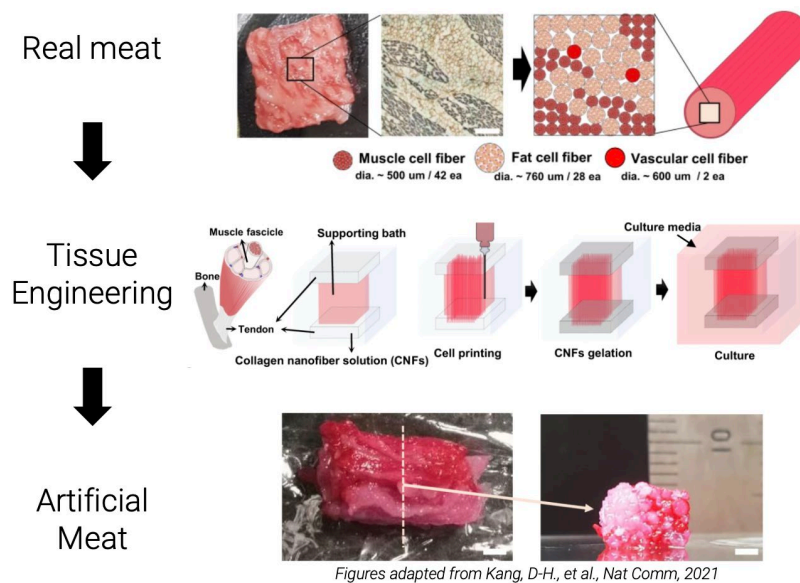 Real meat
Muscle cell fiber
dia. ~ 500 um / 42 ea
Fat cell fiber
dia. ~ 760 um / 28 ea
Vascular cell fiber
dia. ~ 600 um / 2 ea
Tissue
Engineering
Muscle fascicle
Bone
Tendon
Supporting bath
Collagen nanofiber solution (CNFs)
Cell printing
CNFs gelation
Culture media
Culture
Artificial
Meat
Figures adapted from Kang, D-H., et al., Nat Comm, 2021